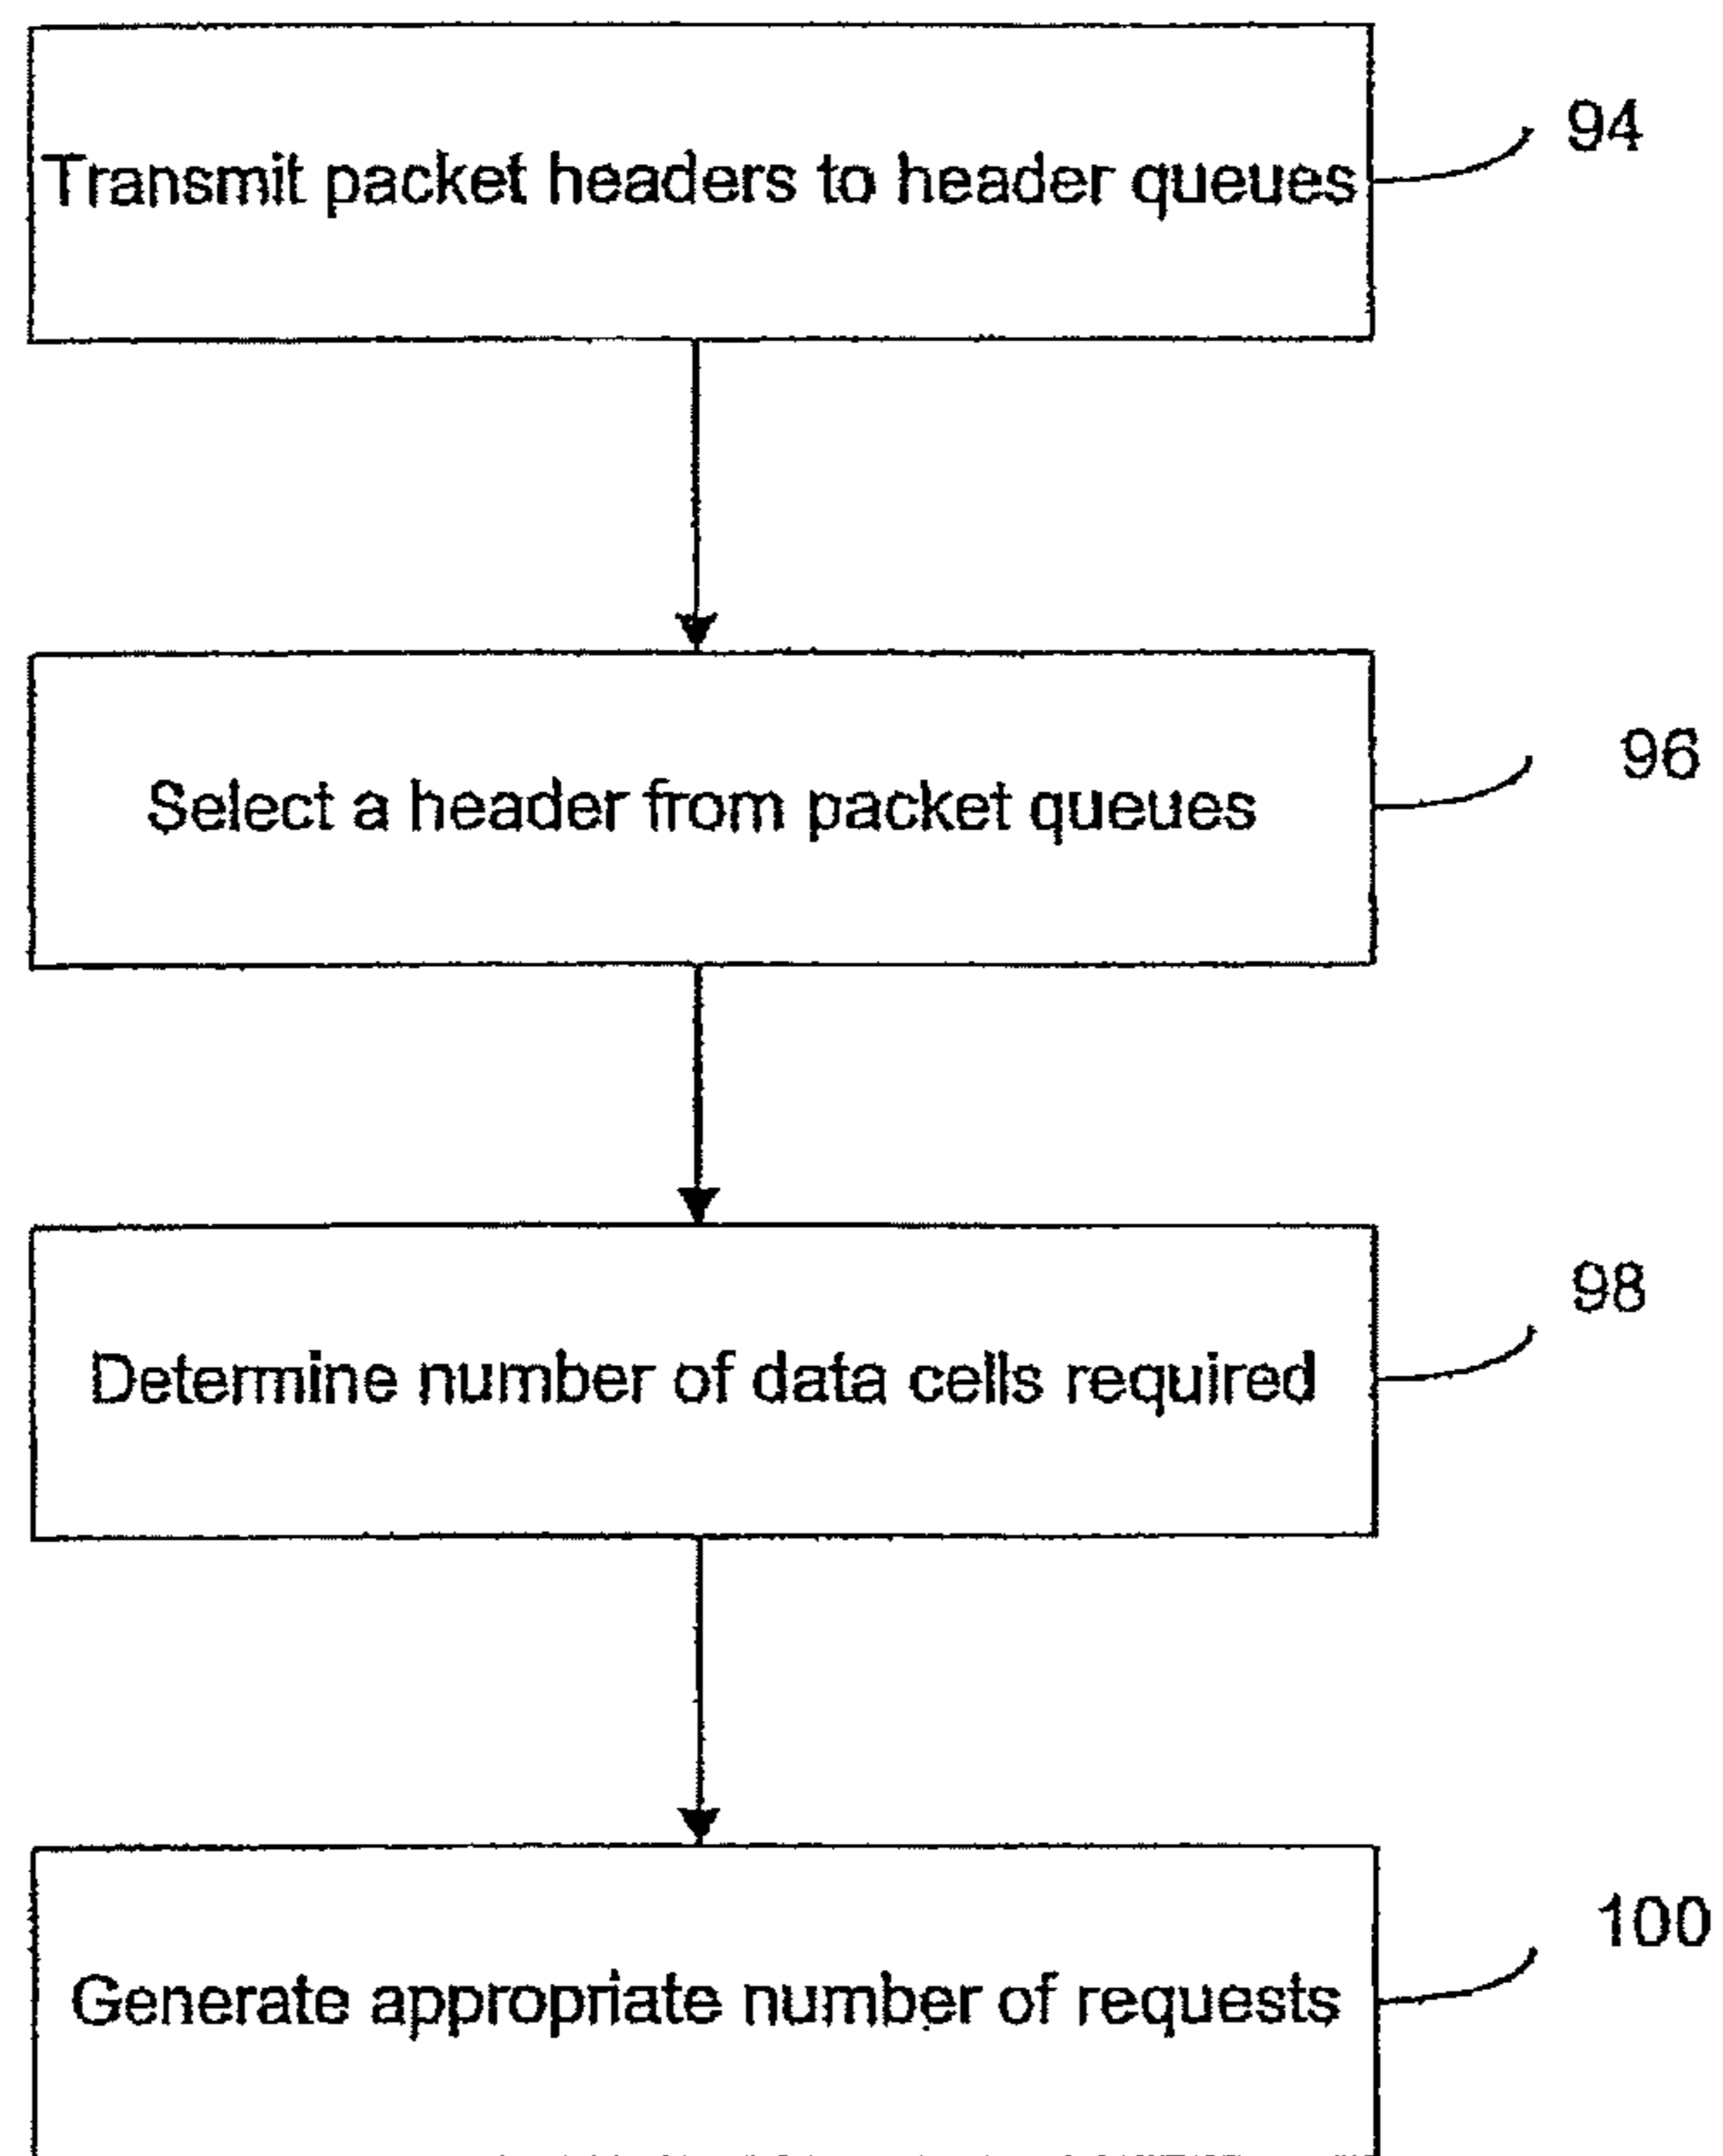 Transmit packet headers to header queues
94
Select a header from packet queues
96
Determine number of data cells required
98
Generate appropriate number of requests
100